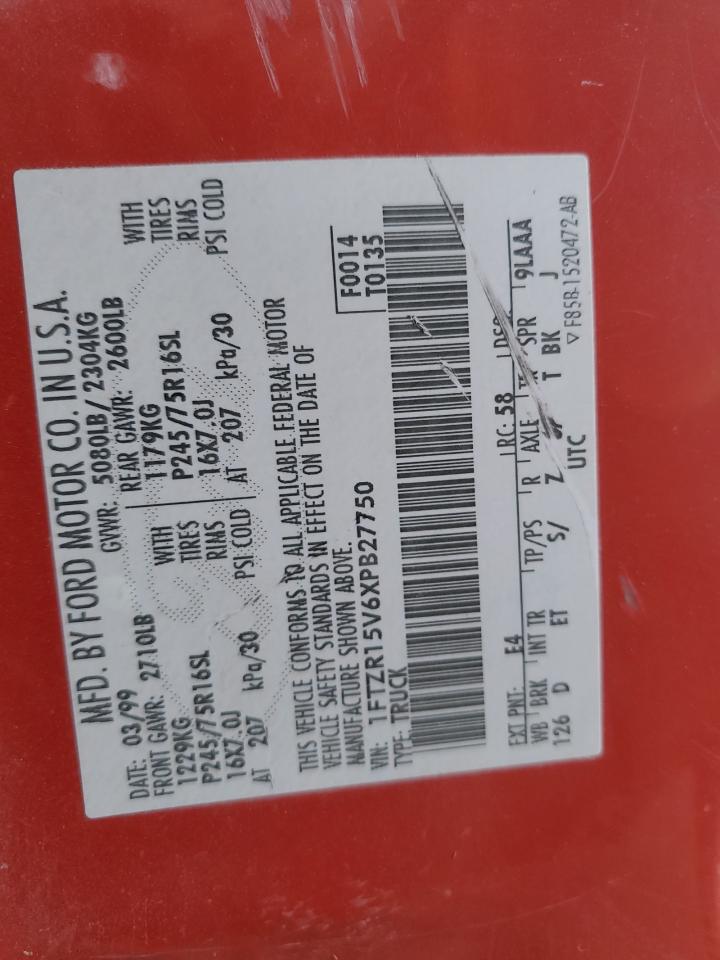 MFD. BY FORD MOTOR CO. IN U.S.A.
DATE: 03/99 GVWR: 5080LB/ 2304KG
FRONT GAWR: 2710LB REAR GAWR: 2600LB
1229KG WITH 1179KG WITH
P245/75R16SL TIRES P245/75R16SL TIRES
16X7.0J RIMS 16X7.0J RIMS
AT 207 kPa/30 PSI COLD AT 207 kPa/30 PSI COLD
THIS VEHICLE CONFORMS TO ALL APPLICABLE FEDERAL MOTOR
VEHICLE SAFETY STANDARDS IN EFFECT ON THE DATE OF
MANUFACTURE SHOWN ABOVE.
VIN: 1FTZR15V6XPB27750 F0014
TYPE: TRUCK T0135
EXT PNT: E4 RC: 58
WB BRK INT TR TP/PS R AXLE SPR 9LAAA
126 D ET S/ T BK J
UTC ▽F85B-1520472-AB